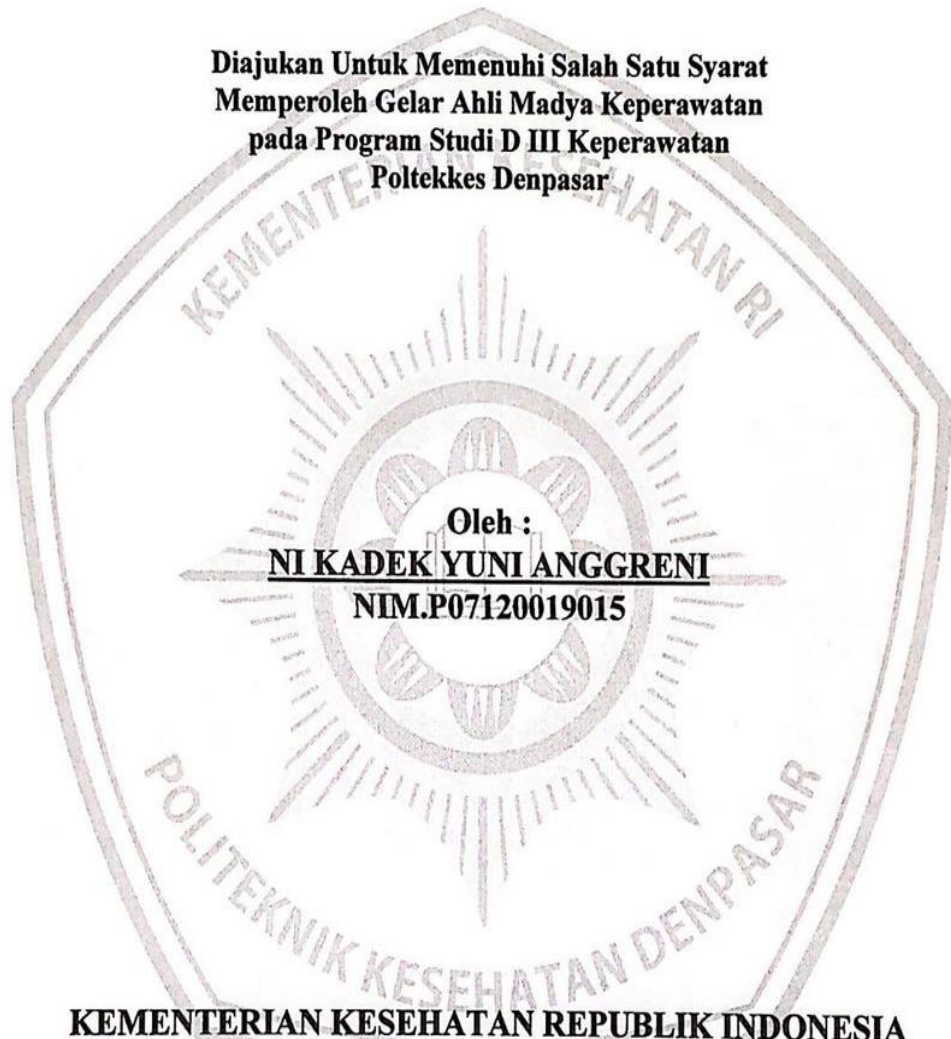 Diajukan Untuk Memenuhi Salah Satu Syarat
Memperoleh Gelar Ahli Madya Keperawatan
pada Program Studi D III Keperawatan
Poltekkes Denpasar
KEMENTERIAN KESEHATAN RI
Oleh :
NI KADEK YUNI ANGGRENI
NIM.P07120019015
POLITEKNIK KESEHATAN DENPASAR
KEMENTERIAN KESEHATAN REPUBLIK INDONESIA